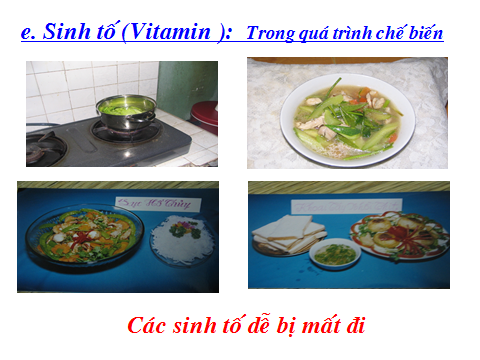 e. Sinh tố (Vitamin ): Trong quá trình chế biến
Các sinh tố dễ bị mất đi